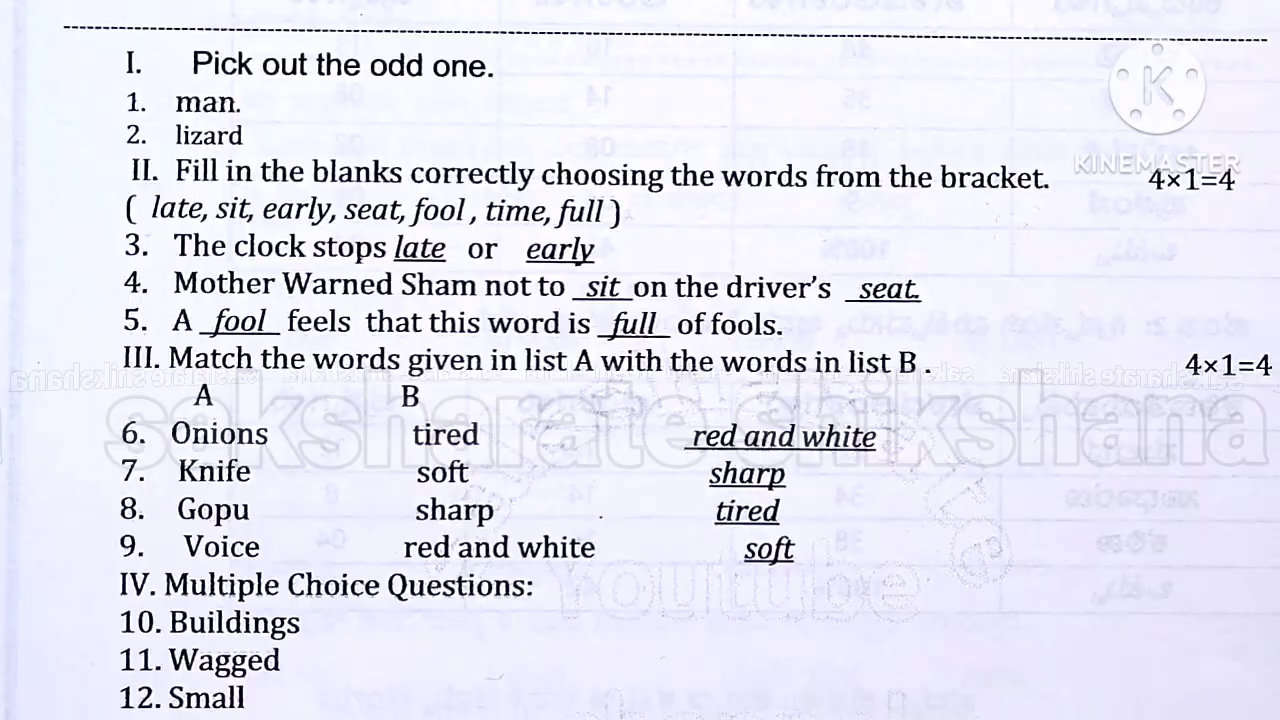 I. Pick out the odd one.
1. man.
2. lizard
K
KINEMASTER
II. Fill in the blanks correctly choosing the words from the bracket. 4×1=4
( late, sit, early, seat, fool , time, full )
3. The clock stops late or early
4. Mother Warned Sham not to sit on the driver's seat.
5. A fool feels that this word is full of fools.
III. Match the words given in list A with the words in list B . 4×1=4
A B
saksharate shikshana
6. Onions tired red and white
7. Knife soft sharp
8. Gopu sharp tired
9. Voice red and white soft
Youtube
IV. Multiple Choice Questions:
10. Buildings
11. Wagged
12. Small